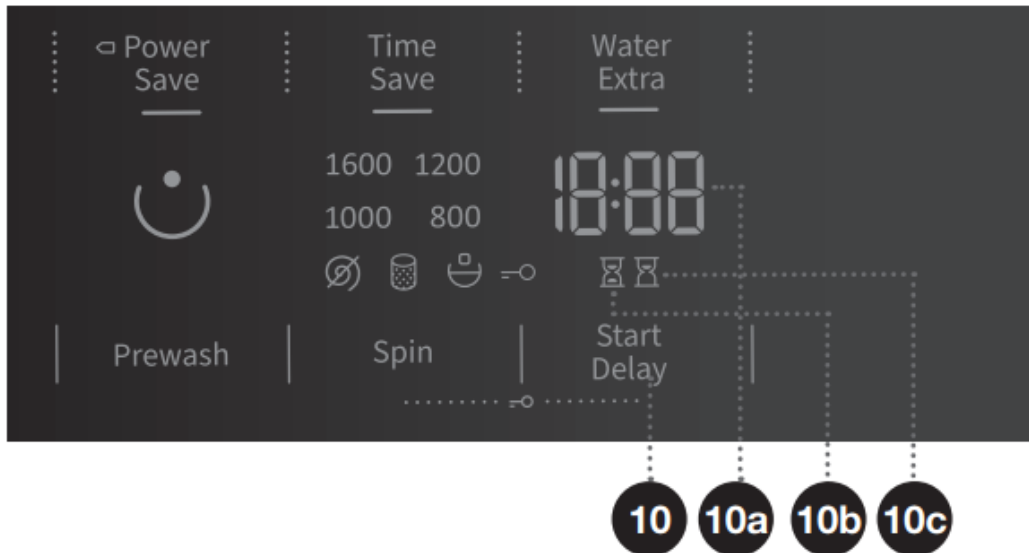 Power
Save
Time
Save
Water
Extra
1600 1200
1000 800
18:88
Prewash
Spin
Start
Delay
10 10a 10b 10c